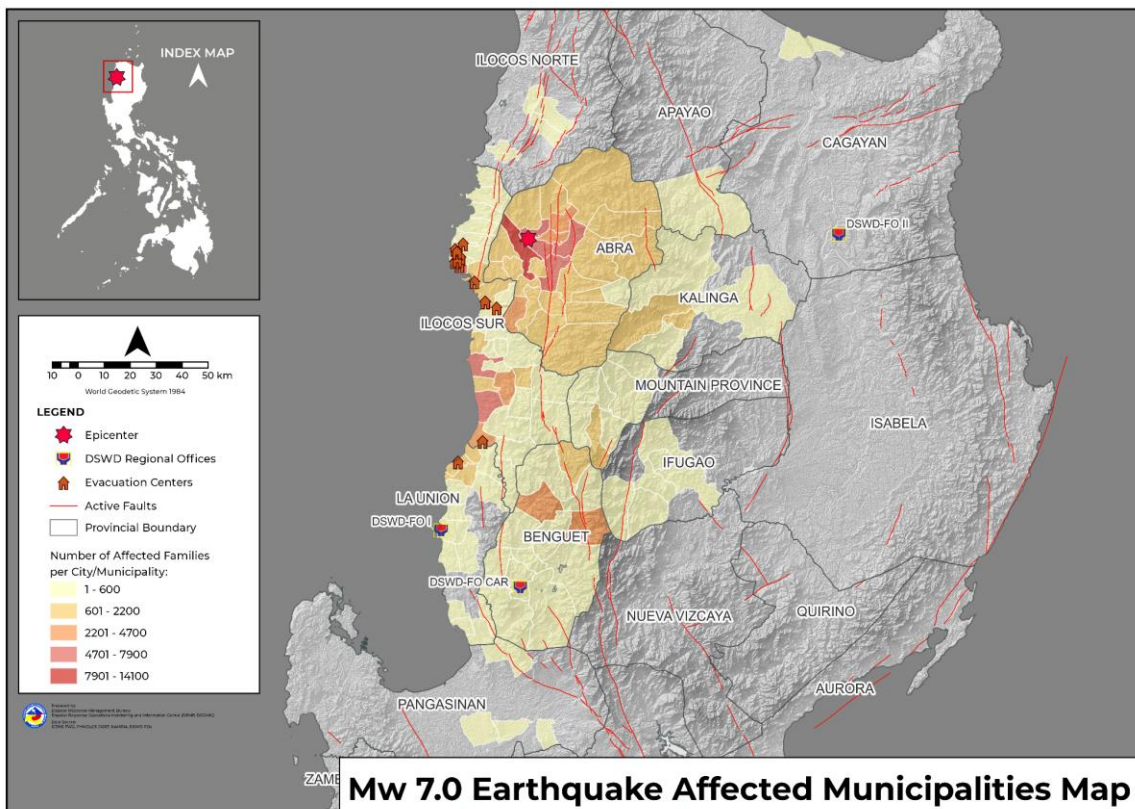 INDEX MAP
10 0 10 20 30 40 50 km
World Geodetic System 1984
LEGEND
Epicenter
DSWD Regional Offices
Evacuation Centers
Active Faults
Provincial Boundary
Number of Affected Families
per City/Municipality:
1 - 600
601 - 2200
2201 - 4700
4701 - 7900
7901 - 14100
Prepared by:
ILOCOS NORTE
APAYAO
CAGAYAN
DSWD-FO II
ABRA
KALINGA
ILOCOS SUR
MOUNTAIN PROVINCE
ISABELA
IFUGAO
LA UNION
DSWD-FO I
BENGUET
DSWD-FO CAR
NUEVA VIZCAYA
QUIRINO
AURORA
PANGASINAN
Mw 7.0 Earthquake Affected Municipalities Map